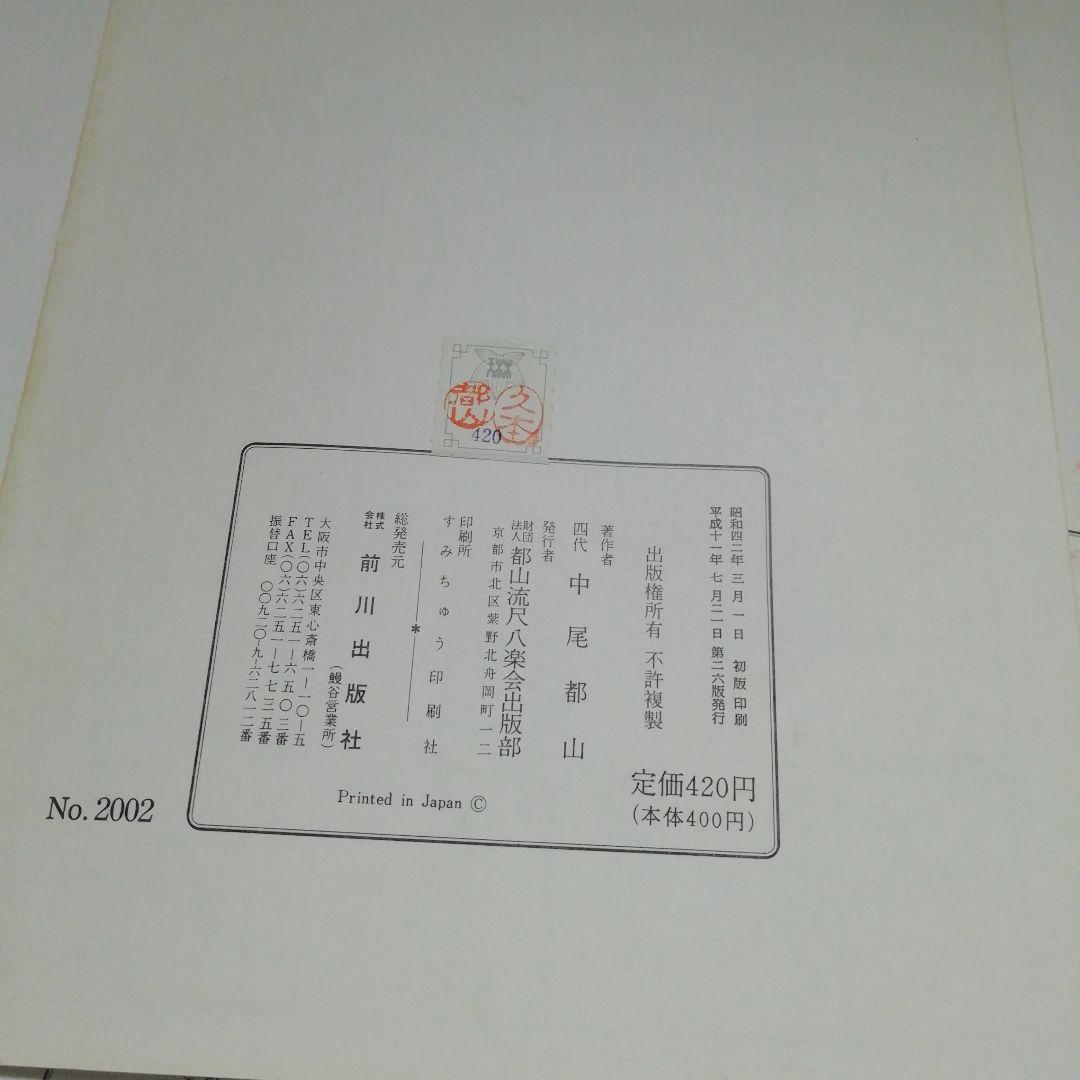 420
昭和四二年三月一日 初版印刷
平成十一年七月二一日第二六版発行
出版権所有 不許複製
著作者
四代 中尾都山
発行者
財団法人 都山流尺八楽会出版部
京都市北区紫野北舟岡町一二
印刷所
すみちゅう印刷社
*
総発売元
株式会社 前川出版社
(鰻谷営業所)
大阪市中央区東心斎橋一ー一〇ー五
TEL(〇六)六二五一ー六五〇三番
FAX(〇六)六二五一ー七七三五番
振替口座 〇〇九二〇ー九ー六二八一二番
定価420円
(本体400円)
Printed in Japan ©
No. 2002